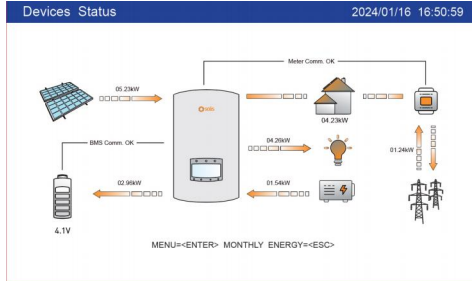 Devices Status 2024/01/16 16:50:59
Meter Comm. OK
05.23kW
solis
04.23kW
BMS Comm. OK
04.26kW
01.24kW
02.96kW
01.54kW
4.1V
MENU=<ENTER> MONTHLY ENERGY=<ESC>